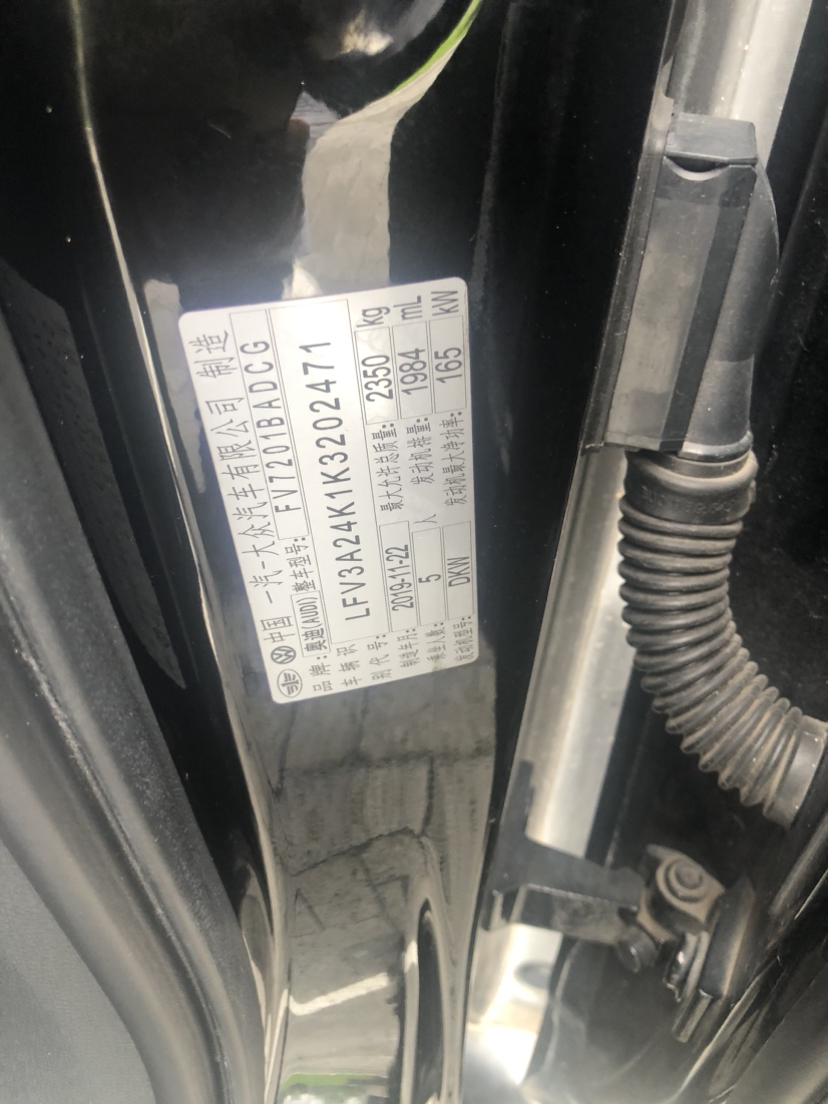 中国 一汽-大众汽车有限公司 制造
品牌:奥迪(AUDI) 整车型号: FV7201BADCG
车辆识别代号: LFV3A24K1K3202471
制造年月: 2019-11-22 最大允许总质量: 2350 kg
乘坐人数: 5 人 发动机排量: 1984 mL
发动机型号: DKW 发动机最大净功率: 165 kW